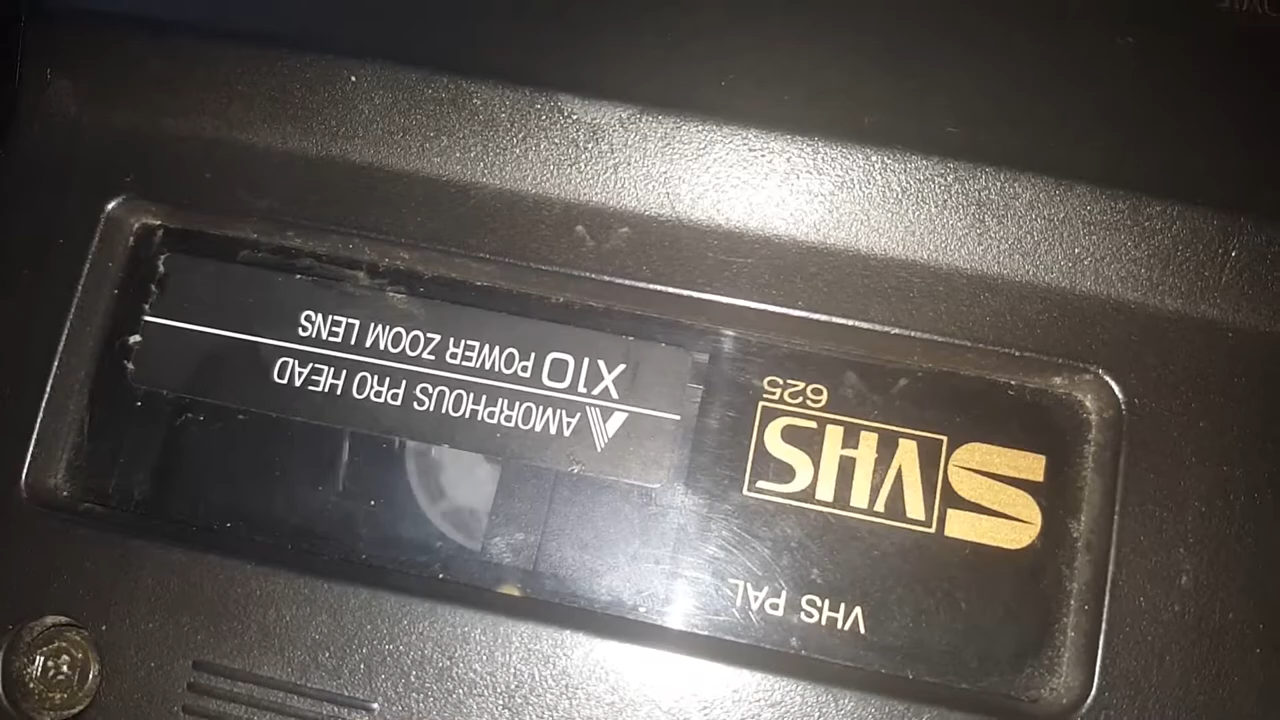 VHS PAL
S VHS
625
AMORPHOUS PRO HEAD
X10 POWER ZOOM LENS